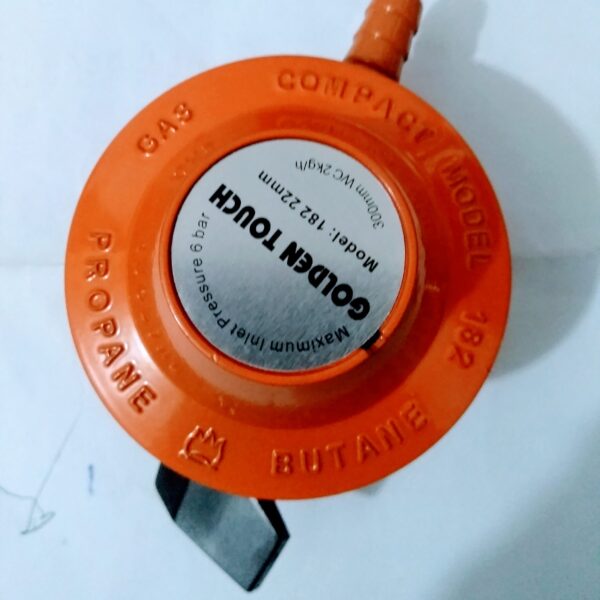 GAS
COMPACT MODEL 182
PROPANE
BUTANE
300mm WC 2kg/h
Model: 182 22mm
GOLDEN TOUCH
Maximum Inlet Pressure 6 bar